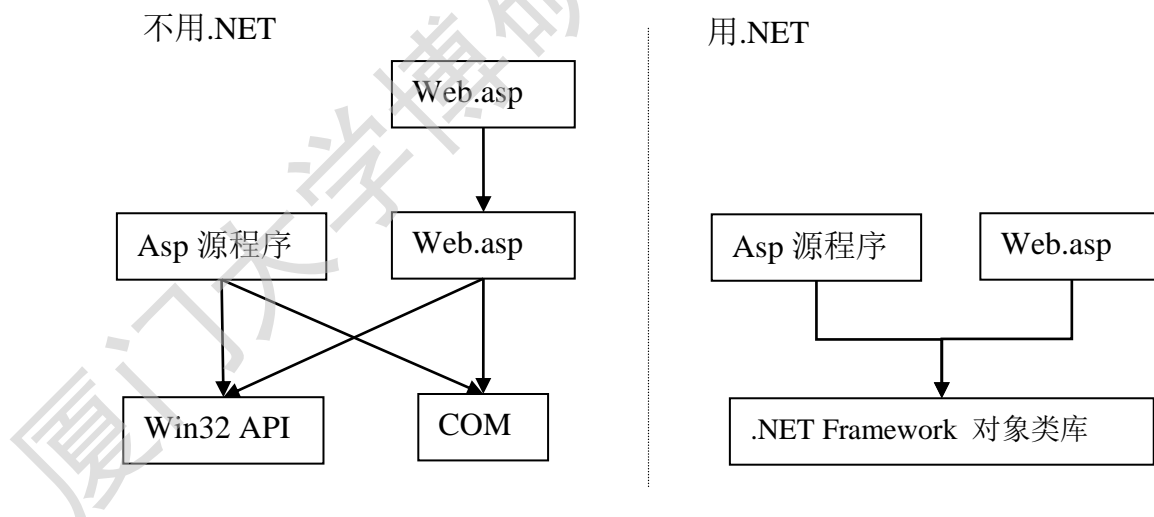 不用.NET
用.NET
Web.asp
Asp 源程序
Web.asp
Asp 源程序
Web.asp
Win32 API
COM
.NET Framework 对象类库
厦门大学博硕